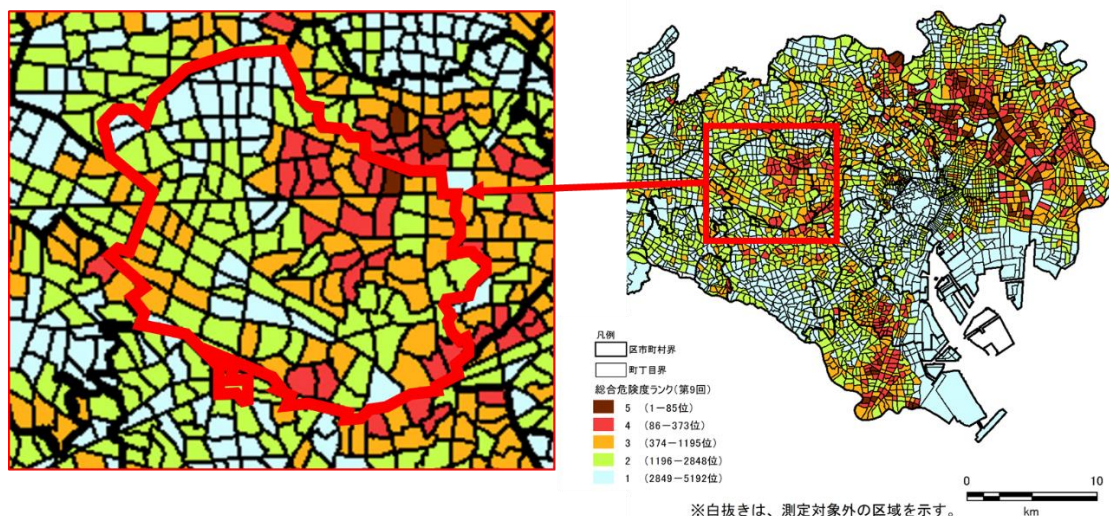 凡例
区市町村界
町丁目界
総合危険度ランク(第9回)
5 (1-85位)
4 (86-373位)
3 (374-1195位)
2 (1196-2848位)
1 (2849-5192位)
0 10
km
※白抜きは、測定対象外の区域を示す。